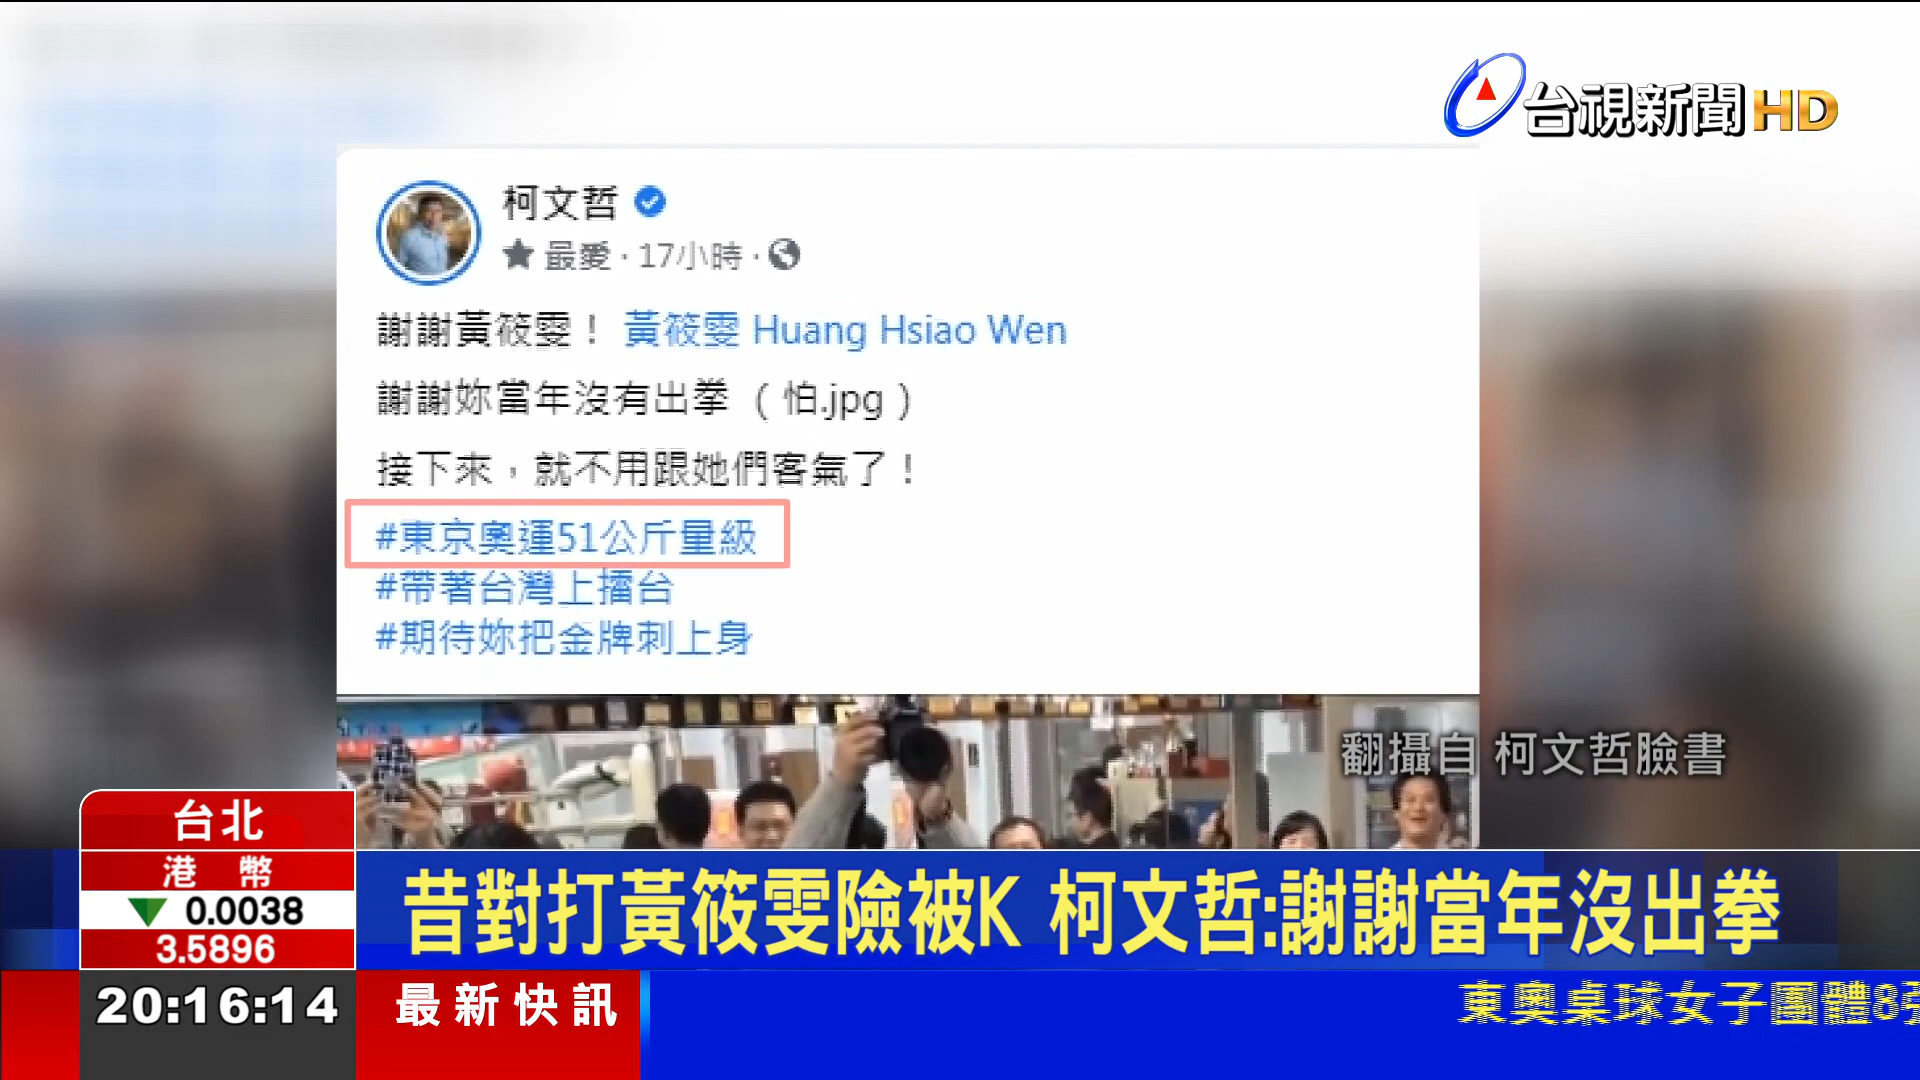 台視新聞HD
柯文哲
最愛·17小時·
謝謝黃筱雯！ 黃筱雯 Huang Hsiao Wen
謝謝妳當年沒有出拳（怕.jpg）
接下來，就不用跟她們客氣了！
#東京奧運51公斤量級
#帶著台灣上擂台
#期待妳把金牌刺上身
翻攝自 柯文哲臉書
台北
港 幣
▼ 0.0038
3.5896
昔對打黃筱雯險被K 柯文哲:謝謝當年沒出拳
20:16:14
最新快訊
東奧桌球女子團體8